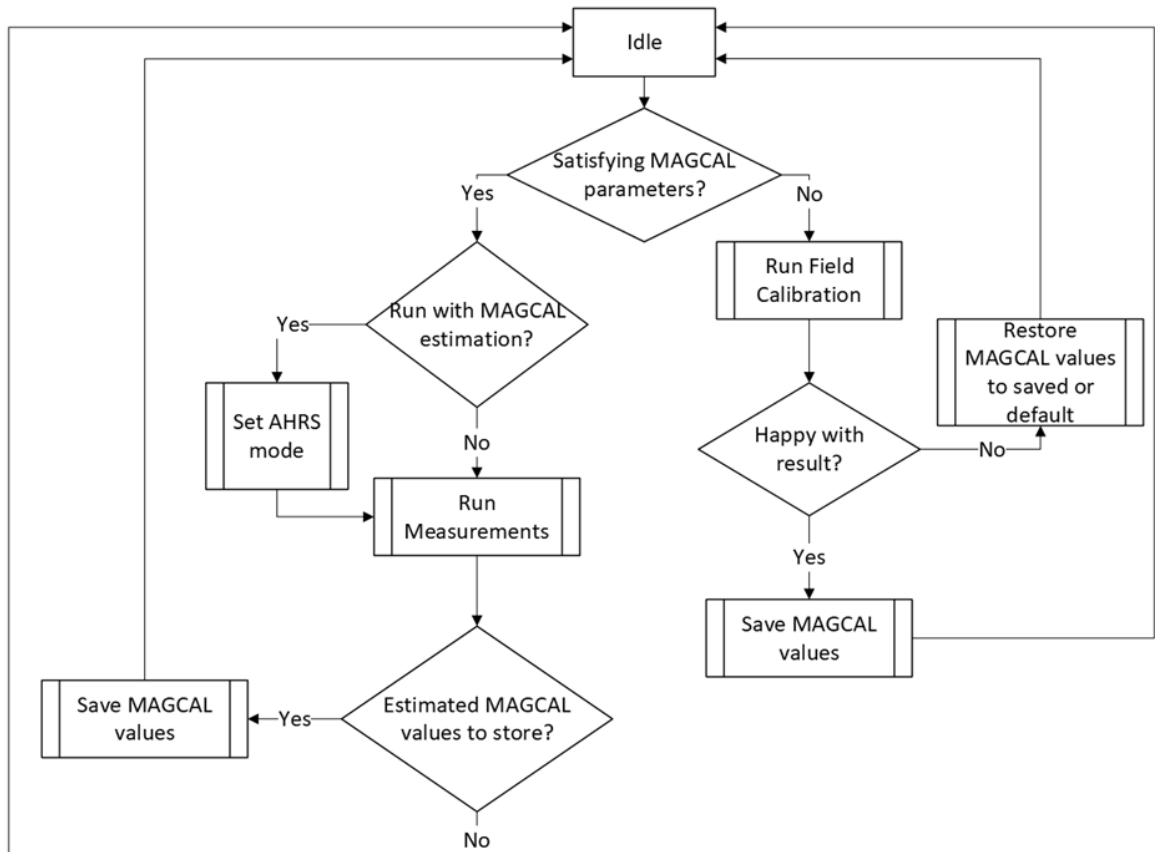 Idle
Satisfying MAGCAL
parameters?
Yes
No
Run with MAGCAL
estimation?
Run Field
Calibration
Yes
Restore
MAGCAL values
to saved or
default
Set AHRS
mode
No
Happy with
result?
No
Run
Measurements
Yes
Save MAGCAL
values
Estimated MAGCAL
values to store?
Yes
Save MAGCAL
values
No